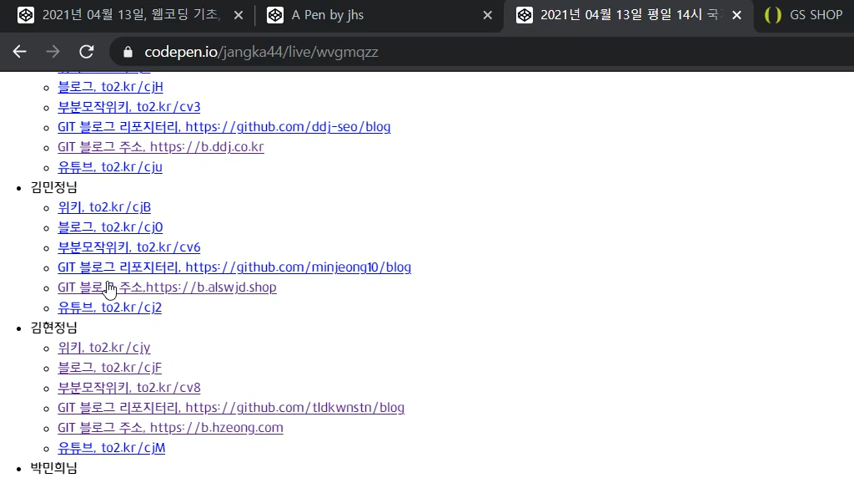 2021년 04월 13일, 웹코딩 기초,
A Pen by jhs
2021년 04월 13일 평일 14시 국
GS SHOP
codepen.io/jangka44/live/wvgmqzz
블로그, to2.kr/cjH
부분모작위키, to2.kr/cv3
GIT 블로그 리포지터리, https://github.com/ddj-seo/blog
GIT 블로그 주소, https://b.ddj.co.kr
유튜브, to2.kr/cju
김민정님
위키, to2.kr/cjB
블로그, to2.kr/cj0
부분모작위키, to2.kr/cv6
GIT 블로그 리포지터리, https://github.com/minjeong10/blog
GIT 블로그 주소,https://b.alswjd.shop
유튜브, to2.kr/cj2
김현정님
위키, to2.kr/cjy
블로그, to2.kr/cjF
부분모작위키, to2.kr/cv8
GIT 블로그 리포지터리, https://github.com/tldkwnstn/blog
GIT 블로그 주소, https://b.hzeong.com
유튜브, to2.kr/cjM
박민희님